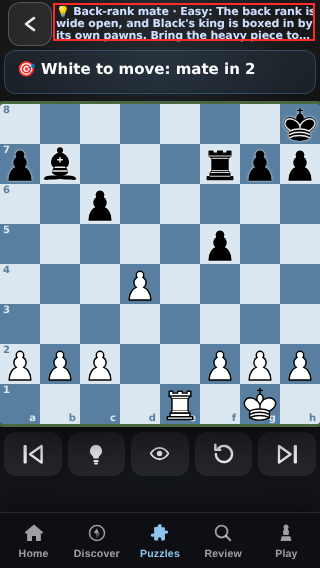 💡 Back-rank mate · Easy: The back rank is
wide open, and Black's king is boxed in by
its own pawns. Bring the heavy piece to…
🎯 White to move: mate in 2
8
7
6
5
4
3
2
1
a b c d f g h
Home Discover Puzzles Review Play